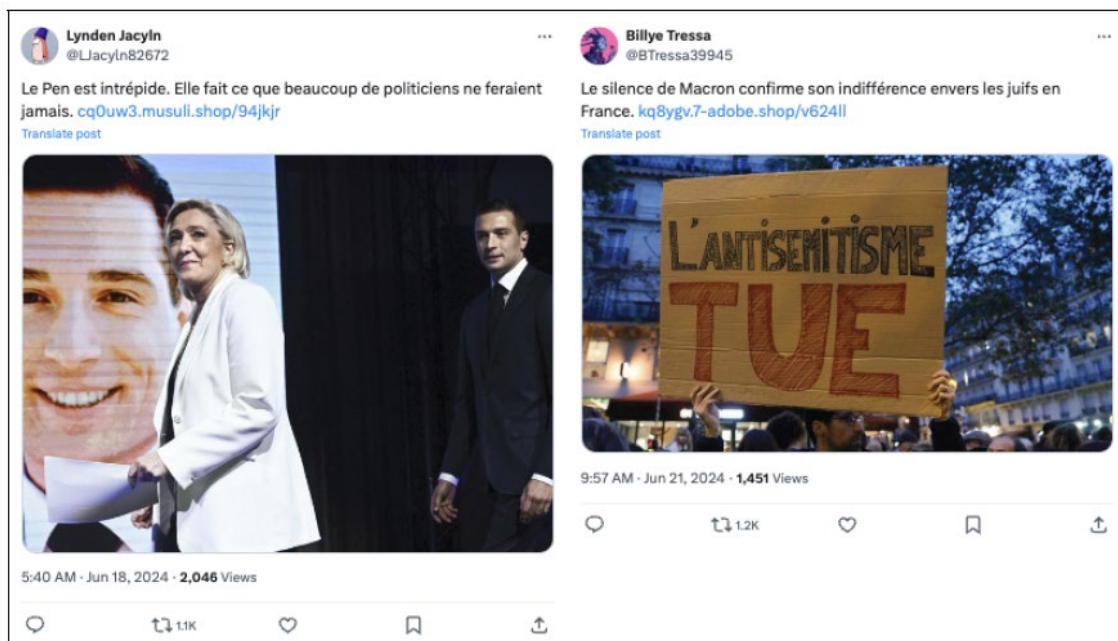 Lynden Jacyln
@LJacyln82672
Le Pen est intrépide. Elle fait ce que beaucoup de politiciens ne feraient
jamais. cq0uw3.musuli.shop/94jkjr
Translate post
5:40 AM · Jun 18, 2024 · 2,046 Views
1.1K
Billye Tressa
@BTressa39945
Le silence de Macron confirme son indifférence envers les juifs en
France. kq8ygv.7-adobe.shop/v624ll
Translate post
L'ANTISEMITISME
TUE
9:57 AM · Jun 21, 2024 · 1,451 Views
1.2K